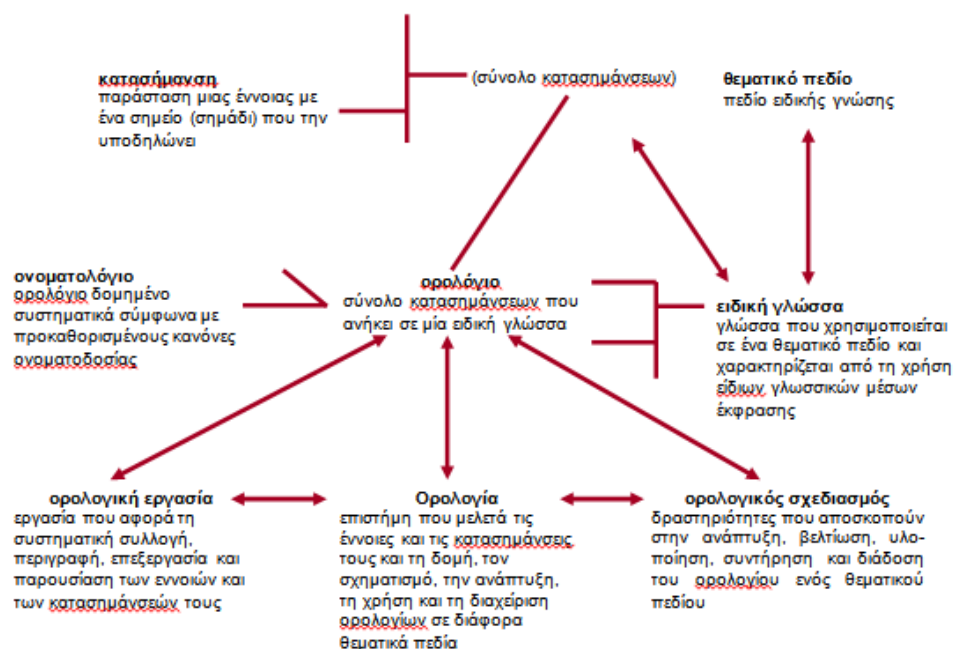 κατασήμανση
παράσταση μιας έννοιας με
ένα σημείο (σημάδι) που την
υποδηλώνει
(σύνολο κατασημάνσεων)
θεματικό πεδίο
πεδίο ειδικής γνώσης
ονοματολόγιο
ορολόγιο δομημένο
συστηματικά σύμφωνα με
προκαθορισμένους κανόνες
ονοματοδοσίας
ορολόγιο
σύνολο κατασημάνσεων που
ανήκει σε μία ειδική γλώσσα
ειδική γλώσσα
γλώσσα που χρησιμοποιείται
σε ένα θεματικό πεδίο και
χαρακτηρίζεται από τη χρήση
είδιων γλωσσικών μέσων
έκφρασης
ορολογική εργασία
εργασία που αφορά τη
συστηματική συλλογή,
περιγραφή, επεξεργασία και
παρουσίαση των εννοιών και
των κατασημάνσεών τους
Ορολογία
επιστήμη που μελετά τις
έννοιες και τις κατασημάνσεις
τους και τη δομή, τον
σχηματισμό, την ανάπτυξη,
τη χρήση και τη διαχείριση
ορολογίων σε διάφορα
θεματικά πεδία
ορολογικός σχεδιασμός
δραστηριότητες που αποσκοπούν
στην ανάπτυξη, βελτίωση, υλο-
ποίηση, συντήρηση και διάδοση
του ορολογίου ενός θεματικού
πεδίου